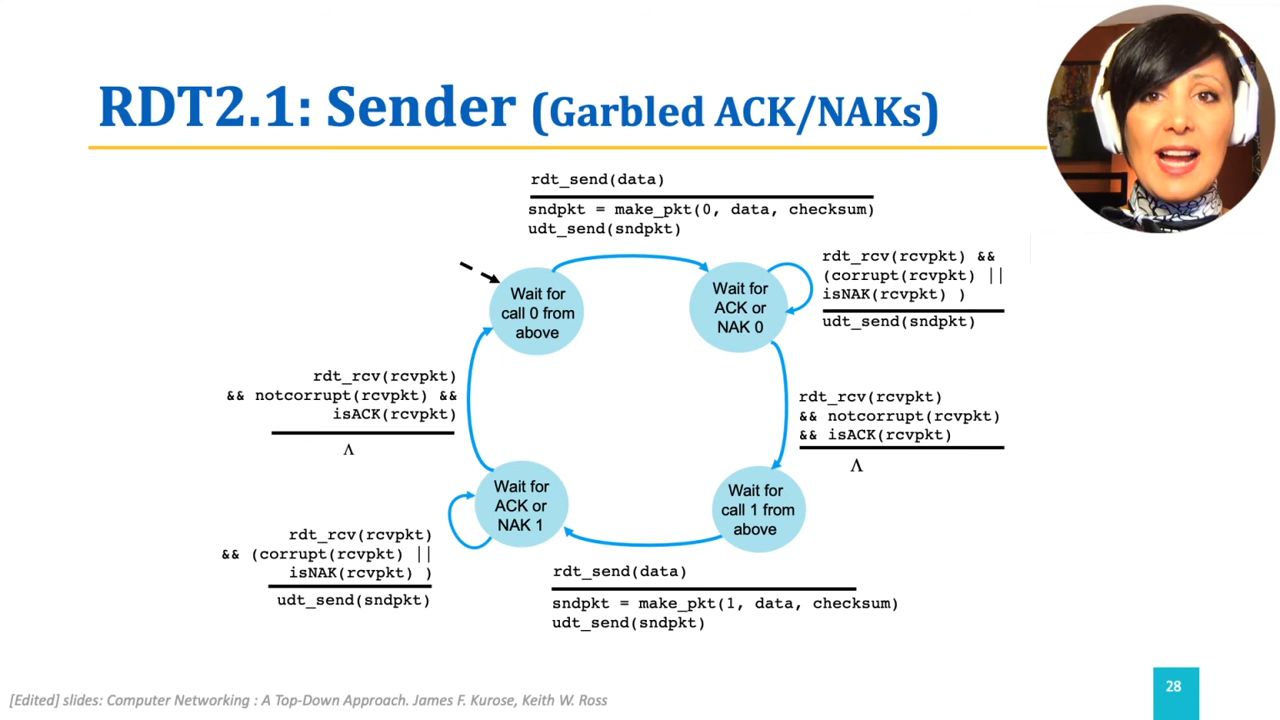 RDT2.1: Sender (Garbled ACK/NAKs)
rdt_send(data)
sndpkt = make_pkt(0, data, checksum)
udt_send(sndpkt)
Wait for
call 0 from
above
Wait for
ACK or
NAK 0
rdt_rcv(rcvpkt) &&
(corrupt(rcvpkt) ||
isNAK(rcvpkt) )
udt_send(sndpkt)
rdt_rcv(rcvpkt)
&& notcorrupt(rcvpkt) &&
isACK(rcvpkt)
Λ
rdt_rcv(rcvpkt)
&& notcorrupt(rcvpkt)
&& isACK(rcvpkt)
Λ
Wait for
ACK or
NAK 1
Wait for
call 1 from
above
rdt_rcv(rcvpkt)
&& (corrupt(rcvpkt) ||
isNAK(rcvpkt) )
udt_send(sndpkt)
rdt_send(data)
sndpkt = make_pkt(1, data, checksum)
udt_send(sndpkt)
[Edited] slides: Computer Networking : A Top-Down Approach. James F. Kurose, Keith W. Ross
28